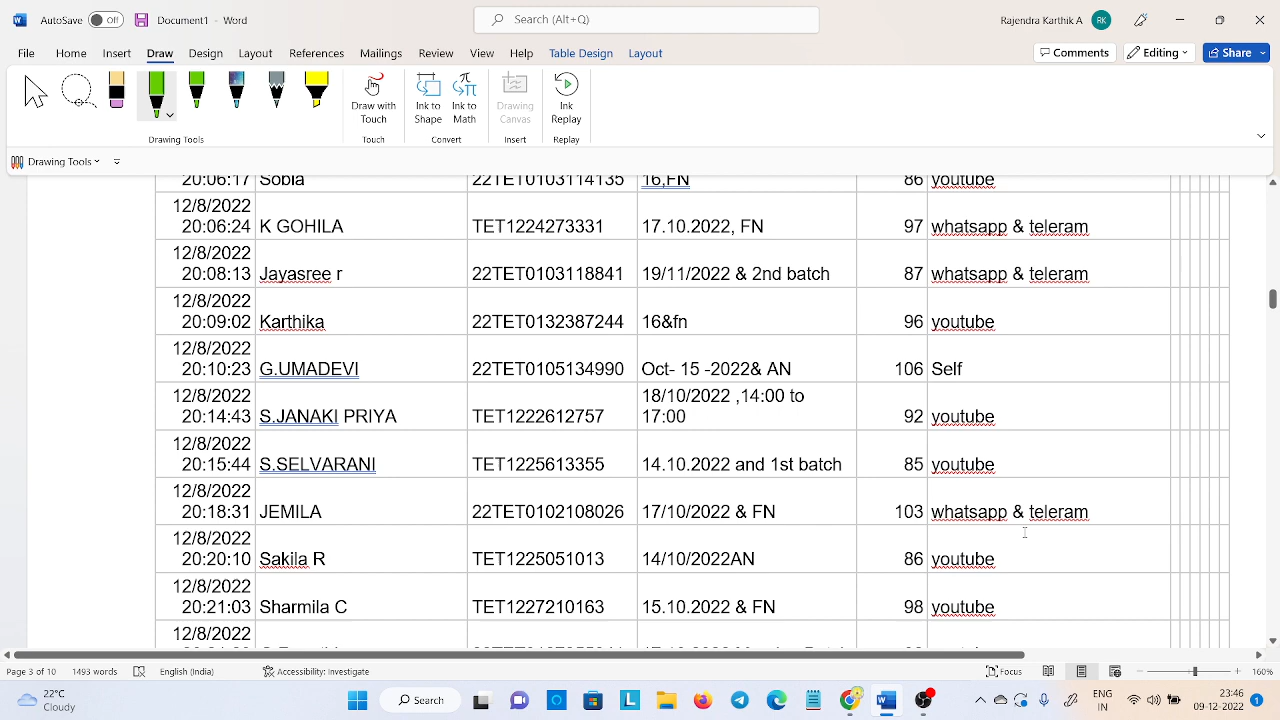 AutoSave Off Document1 - Word Search (Alt+Q) Rajendra Karthik A RK
File Home Insert Draw Design Layout References Mailings Review View Help Table Design Layout Comments Editing Share
Draw with Touch Ink to Shape Ink to Math Drawing Canvas Ink Replay
Drawing Tools Touch Convert Insert Replay
Drawing Tools
20:06:17 Sobia 22TET0103114135 16,FN 86 youtube
12/8/2022
20:06:24 K GOHILA TET1224273331 17.10.2022, FN 97 whatsapp & teleram
12/8/2022
20:08:13 Jayasree r 22TET0103118841 19/11/2022 & 2nd batch 87 whatsapp & teleram
12/8/2022
20:09:02 Karthika 22TET0132387244 16&fn 96 youtube
12/8/2022
20:10:23 G.UMADEVI 22TET0105134990 Oct- 15 -2022& AN 106 Self
12/8/2022 18/10/2022 ,14:00 to
20:14:43 S.JANAKI PRIYA TET1222612757 17:00 92 youtube
12/8/2022
20:15:44 S.SELVARANI TET1225613355 14.10.2022 and 1st batch 85 youtube
12/8/2022
20:18:31 JEMILA 22TET0102108026 17/10/2022 & FN 103 whatsapp & teleram
12/8/2022
20:20:10 Sakila R TET1225051013 14/10/2022AN 86 youtube
12/8/2022
20:21:03 Sharmila C TET1227210163 15.10.2022 & FN 98 youtube
12/8/2022
Page 3 of 10 1493 words English (India) Accessibility: Investigate Focus 160%
22°C Cloudy Search ENG IN 23:46 09-12-2022 1